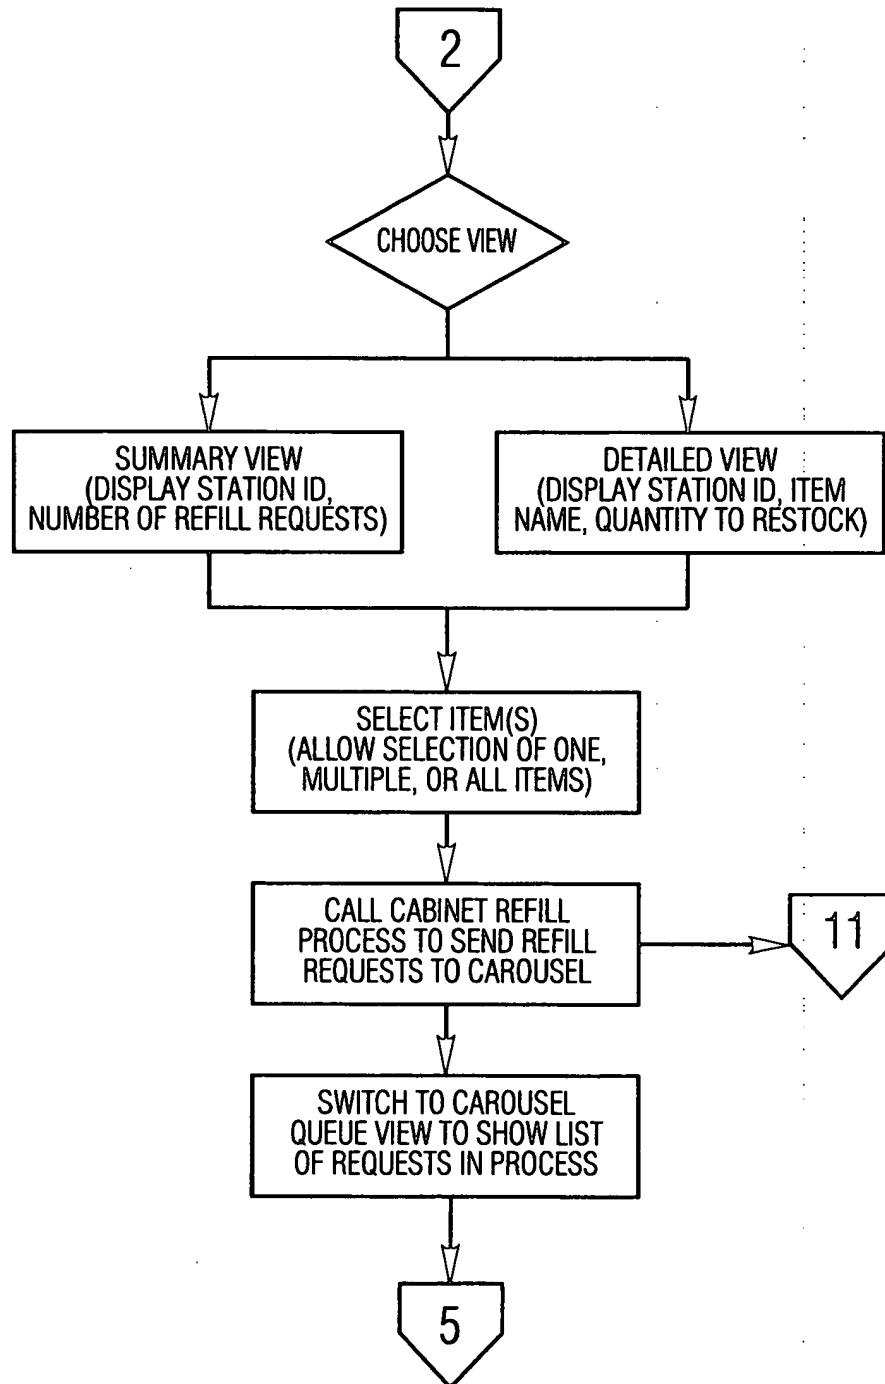 2
CHOOSE VIEW
SUMMARY VIEW
(DISPLAY STATION ID,
NUMBER OF REFILL REQUESTS)
DETAILED VIEW
(DISPLAY STATION ID, ITEM
NAME, QUANTITY TO RESTOCK)
SELECT ITEM(S)
(ALLOW SELECTION OF ONE,
MULTIPLE, OR ALL ITEMS)
CALL CABINET REFILL
PROCESS TO SEND REFILL
REQUESTS TO CAROUSEL
11
SWITCH TO CAROUSEL
QUEUE VIEW TO SHOW LIST
OF REQUESTS IN PROCESS
5